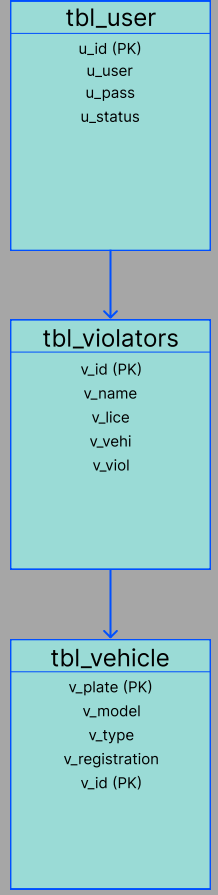 tbl_user
u_id (PK)
u_user
u_pass
u_status
tbl_violators
v_id (PK)
v_name
v_lice
v_vehi
v_viol
tbl_vehicle
v_plate (PK)
v_model
v_type
v_registration
v_id (PK)